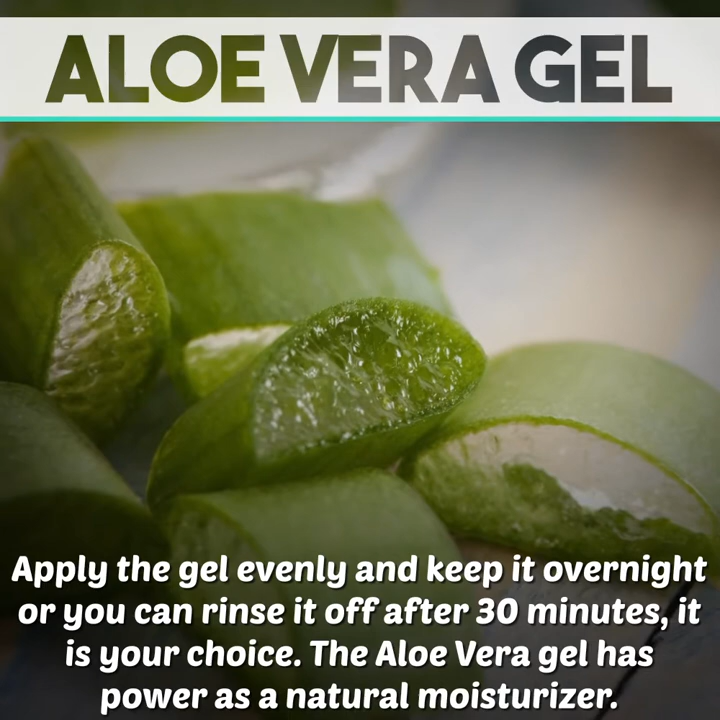 ALOE VERA GEL
Apply the gel evenly and keep it overnight
or you can rinse it off after 30 minutes, it
is your choice. The Aloe Vera gel has
power as a natural moisturizer.